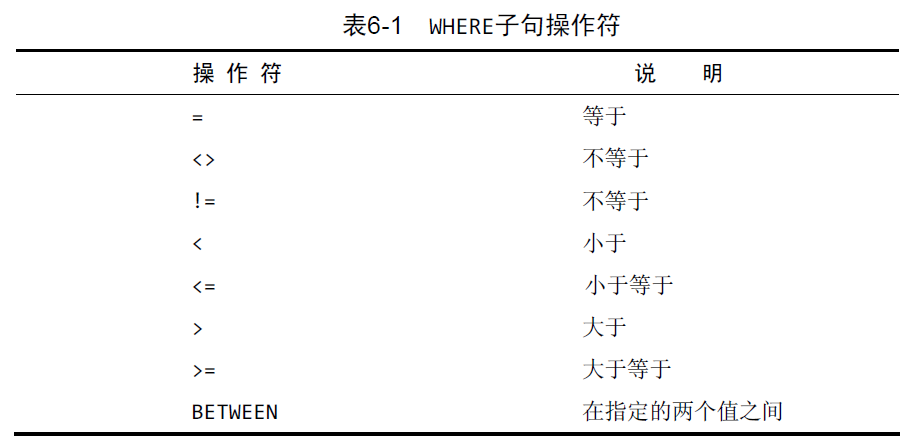 表6-1 WHERE子句操作符
操 作 符 说 明
= 等于
<> 不等于
!= 不等于
< 小于
<= 小于等于
> 大于
>= 大于等于
BETWEEN 在指定的两个值之间